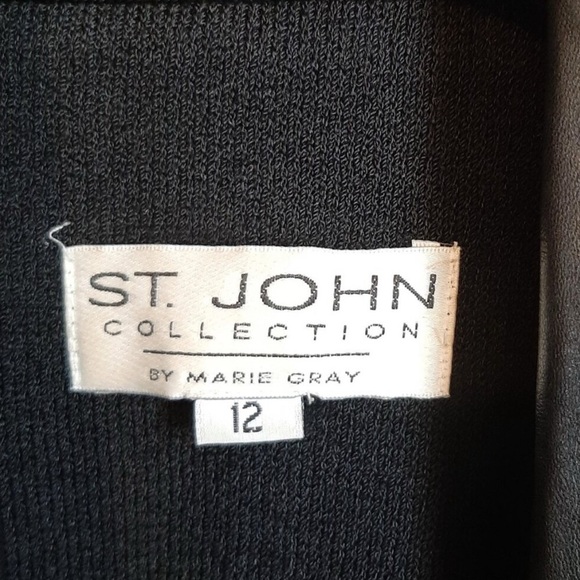 ST. JOHN
COLLECTION
BY MARIE GRAY
12